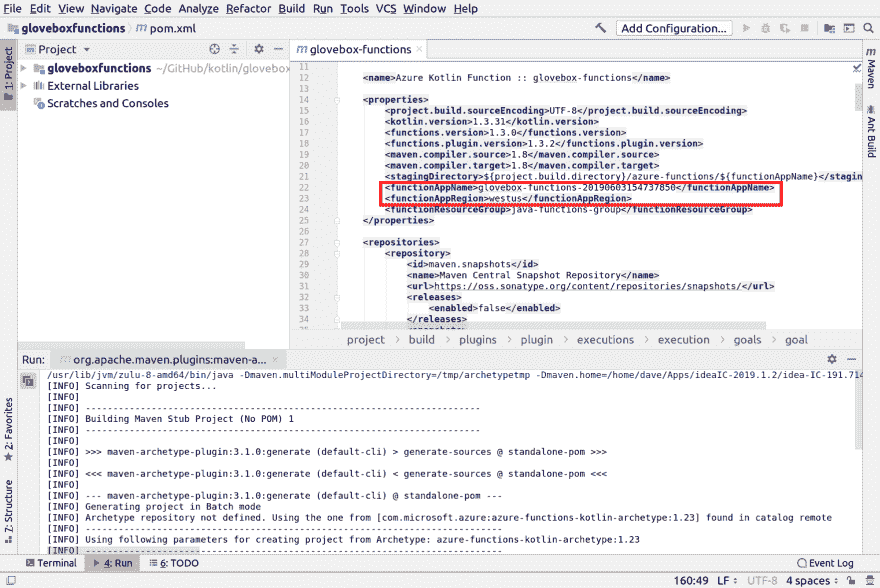 File Edit View Navigate Code Analyze Refactor Build Run Tools VCS Window Help
gloveboxfunctions pom.xml
Add Configuration...
Project
glovebox-functions
1: Project
gloveboxfunctions ~/GitHub/kotlin/glovebox
External Libraries
Scratches and Consoles
11
12 <name>Azure Kotlin Function :: glovebox-functions</name>
13
14 <properties>
15 <project.build.sourceEncoding>UTF-8</project.build.sourceEncoding>
16 <kotlin.version>1.3.31</kotlin.version>
17 <functions.version>1.3.0</functions.version>
18 <functions.plugin.version>1.3.2</functions.plugin.version>
19 <maven.compiler.source>1.8</maven.compiler.source>
20 <maven.compiler.target>1.8</maven.compiler.target>
21 <stagingDirectory>${project.build.directory}/azure-functions/${functionAppName}</stagin
22 <functionAppName>glovebox-functions-20190603154737850</functionAppName>
23 <functionAppRegion>westus</functionAppRegion>
24 <functionResourceGroup>java-functions-group</functionResourceGroup>
25 </properties>
26
27 <repositories>
28 <repository>
29 <id>maven.snapshots</id>
30 <name>Maven Central Snapshot Repository</name>
31 <url>https://oss.sonatype.org/content/repositories/snapshots/</url>
32 <releases>
33 <enabled>false</enabled>
34 </releases>
Maven
Ant Build
project > build > plugins > plugin > executions > execution > goals > goal
Run: org.apache.maven.plugins:maven-a...
/usr/lib/jvm/zulu-8-amd64/bin/java -Dmaven.multiModuleProjectDirectory=/tmp/archetypetmp -Dmaven.home=/home/dave/Apps/ideaIC-2019.1.2/idea-IC-191.714
[INFO] Scanning for projects...
[INFO]
[INFO] ------------------------------------------------------------------------
[INFO] Building Maven Stub Project (No POM) 1
[INFO] ------------------------------------------------------------------------
[INFO]
[INFO] >>> maven-archetype-plugin:3.1.0:generate (default-cli) > generate-sources @ standalone-pom >>>
[INFO]
[INFO] <<< maven-archetype-plugin:3.1.0:generate (default-cli) < generate-sources @ standalone-pom <<<
[INFO]
[INFO] --- maven-archetype-plugin:3.1.0:generate (default-cli) @ standalone-pom ---
[INFO] Generating project in Batch mode
[INFO] Archetype repository not defined. Using the one from [com.microsoft.azure:azure-functions-kotlin-archetype:1.23] found in catalog remote
[INFO] ----------------------------------------------------------------------------
[INFO] Using following parameters for creating project from Archetype: azure-functions-kotlin-archetype:1.23
[INFO] ----------------------------------------------------------------------------
2: Favorites
7: Structure
Terminal 4: Run 6: TODO Event Log
160:49 LF UTF-8 4 spaces